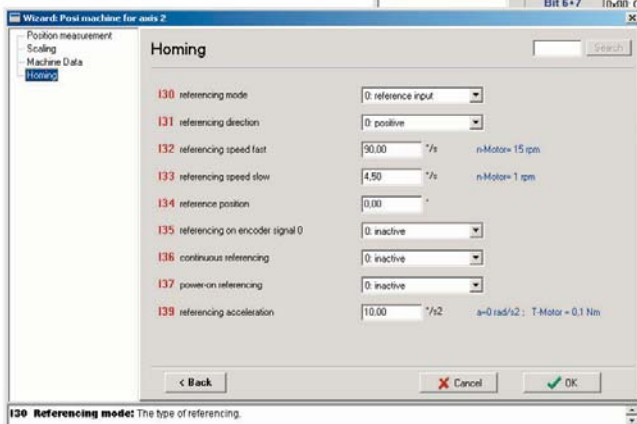 Bit 6+7
Wizard: Posi machine for axis 2
Position measurement
Scaling
Machine Data
Homing
Homing
Search
I30 referencing mode 0: reference input
I31 referencing direction 0: positive
I32 referencing speed fast 90,00 °/s n-Motor= 15 rpm
I33 referencing speed slow 4,50 °/s n-Motor= 1 rpm
I34 reference position 0,00 °
I35 referencing on encoder signal 0 0: inactive
I36 continuous referencing 0: inactive
I37 power-on referencing 0: inactive
I39 referencing acceleration 10,00 °/s2 a=0 rad/s2 ; T-Motor = 0,1 Nm
< Back Cancel OK
I30 Referencing mode: The type of referencing.